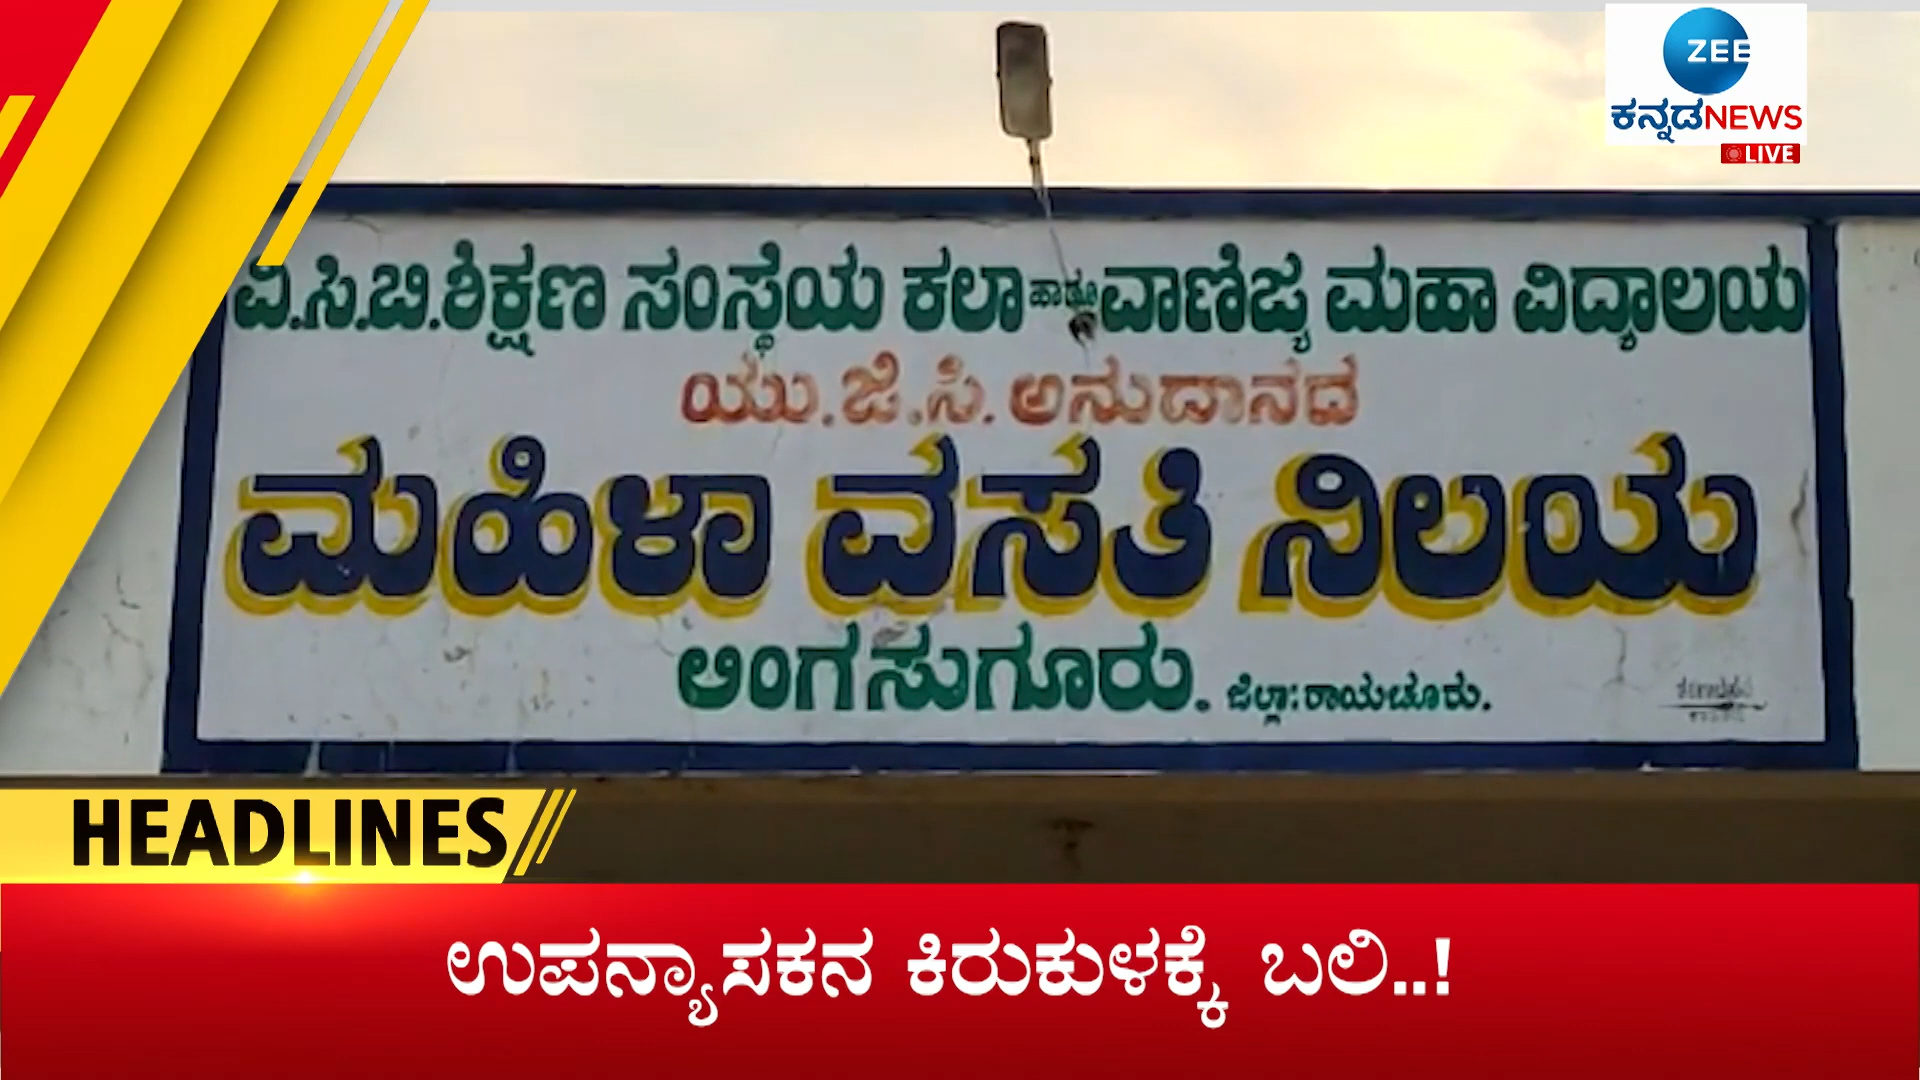 ZEE
ಕನ್ನಡNEWS
LIVE
ವಿ.ಸಿ.ಬಿ.ಶಿಕ್ಷಣ ಸಂಸ್ಥೆಯ ಕಲಾ ಹಾಗೂ ವಾಣಿಜ್ಯ ಮಹಾ ವಿದ್ಯಾಲಯ
ಯು.ಜಿ.ಸಿ. ಅನುದಾನದ
ಮಹಿಳಾ ವಸತಿ ನಿಲಯ
ಲಿಂಗಸುಗೂರು. ಜಿಲ್ಲಾ: ರಾಯಚೂರು.
HEADLINES
ಉಪನ್ಯಾಸಕನ ಕಿರುಕುಳಕ್ಕೆ ಬಲಿ..!